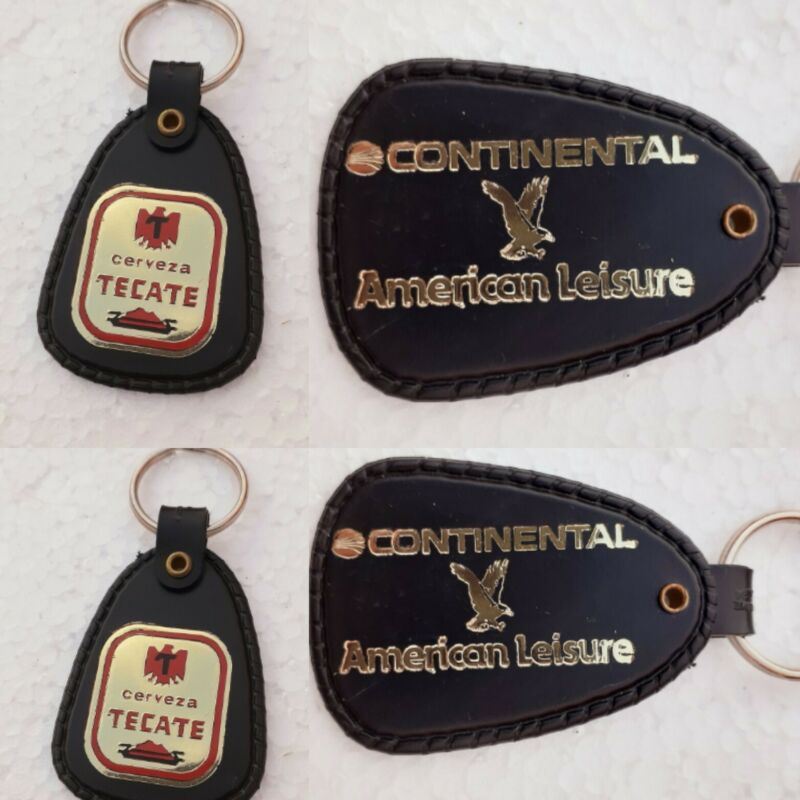 T
cerveza
TECATE
CONTINENTAL
American Leisure
T
cerveza
TECATE
CONTINENTAL
American Leisure